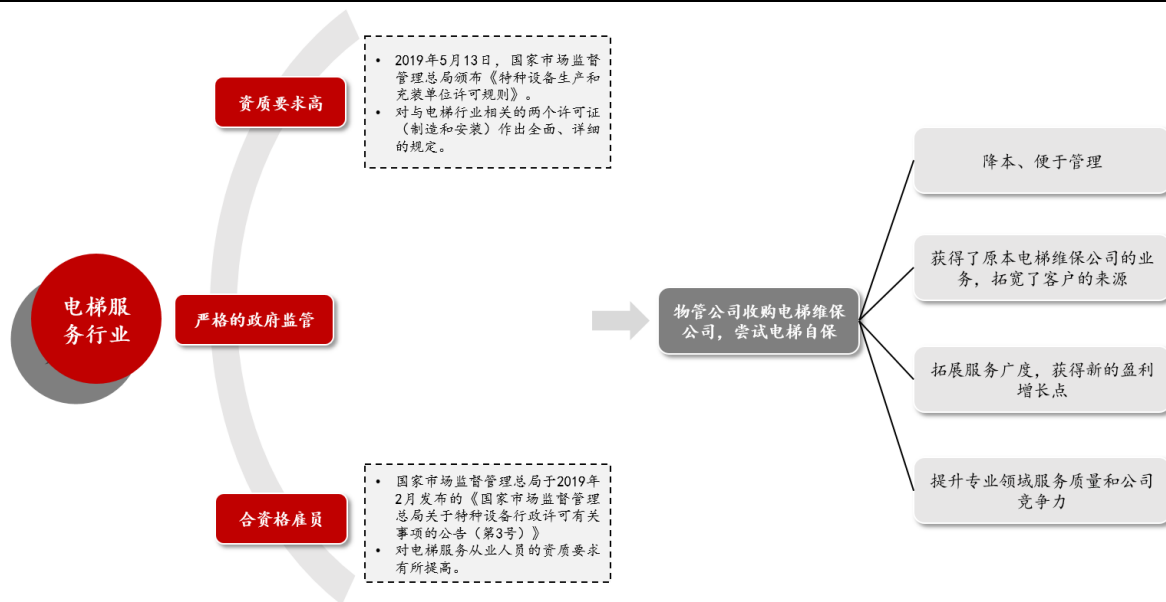 资质要求高
• 2019年5月13日，国家市场监督
管理总局颁布《特种设备生产和
充装单位许可规则》。
• 对与电梯行业相关的两个许可证
（制造和安装）作出全面、详细
的规定。
电梯服
务行业
严格的政府监管
合资格雇员
• 国家市场监督管理总局于2019年
2月发布的《国家市场监督管理
总局关于特种设备行政许可有关
事项的公告（第3号）》
• 对电梯服务从业人员的资质要求
有所提高。
物管公司收购电梯维保
公司，尝试电梯自保
降本、便于管理
获得了原本电梯维保公司的业
务，拓宽了客户的来源
拓展服务广度，获得新的盈利
增长点
提升专业领域服务质量和公司
竞争力